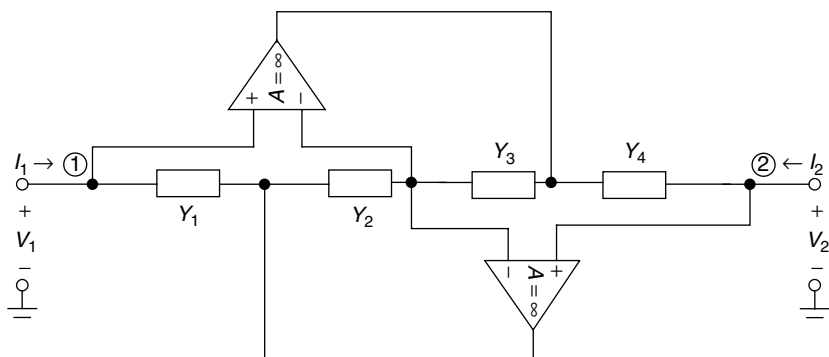 A = ∞
+ −
I₁ → ① Y₃ Y₄ ② ← I₂
Y₁ Y₂
+ +
V₁ V₂
− −
− +
A = ∞